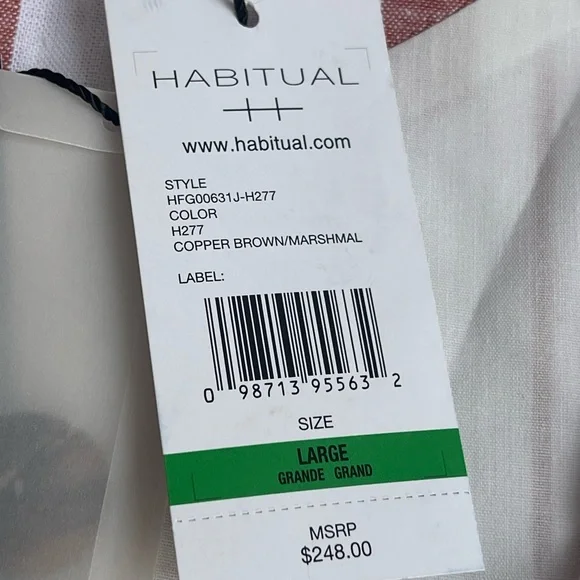 HABITUAL
www.habitual.com
STYLE
HFG00631J-H277
COLOR
H277
COPPER BROWN/MARSHMAL
LABEL:
0 98713 95563 2
SIZE
LARGE
GRANDE GRAND
MSRP
$248.00